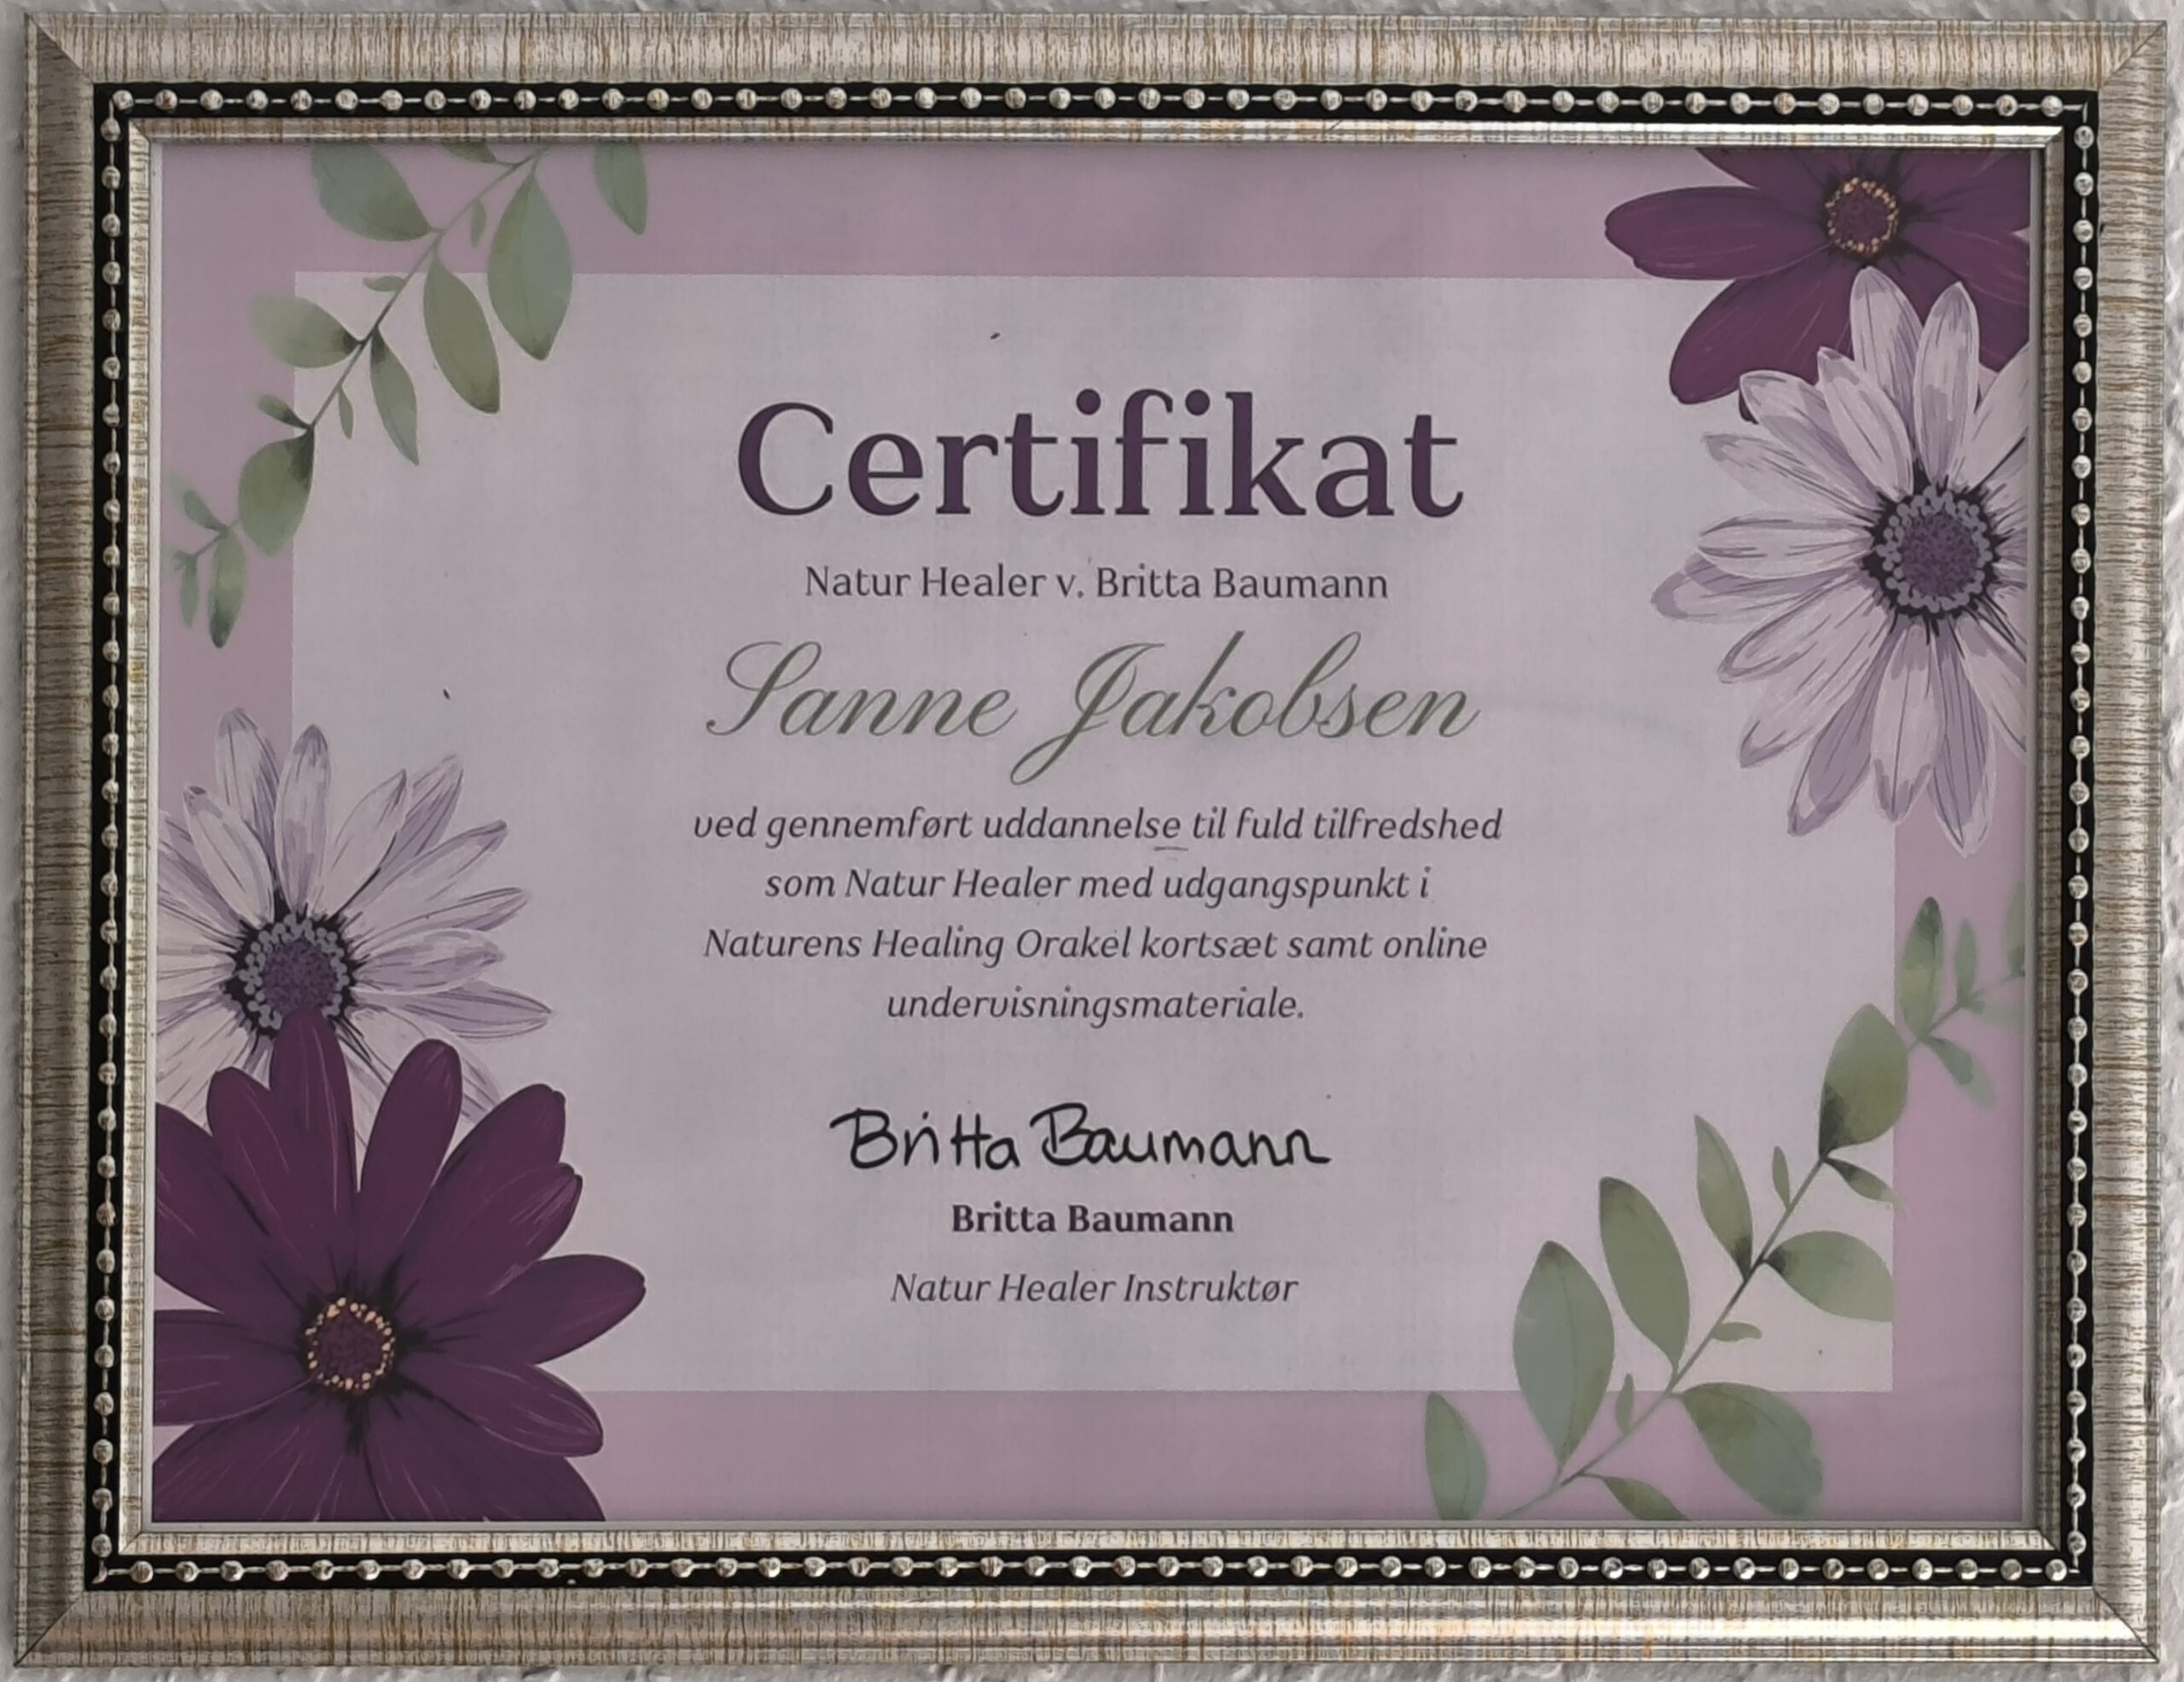 Certifikat
Natur Healer v. Britta Baumann
Sanne Jakobsen
ved gennemført uddannelse til fuld tilfredshed
som Natur Healer med udgangspunkt i
Naturens Healing Orakel kortsæt samt online
undervisningsmateriale.
Britta Baumann
Britta Baumann
Natur Healer Instruktør